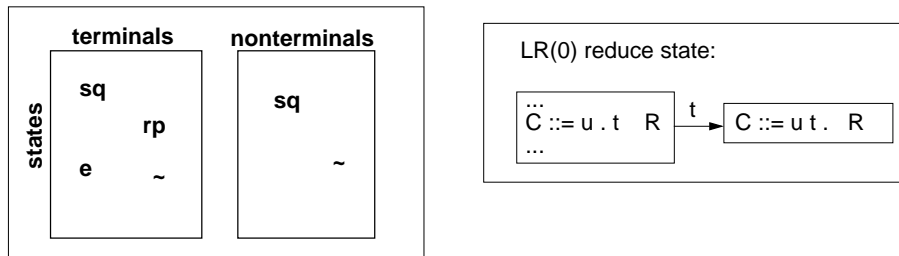 terminals
nonterminals
states
sq
rp
e
~
sq
~
LR(0) reduce state:
...
C ::= u . t R
...
t
C ::= u t . R